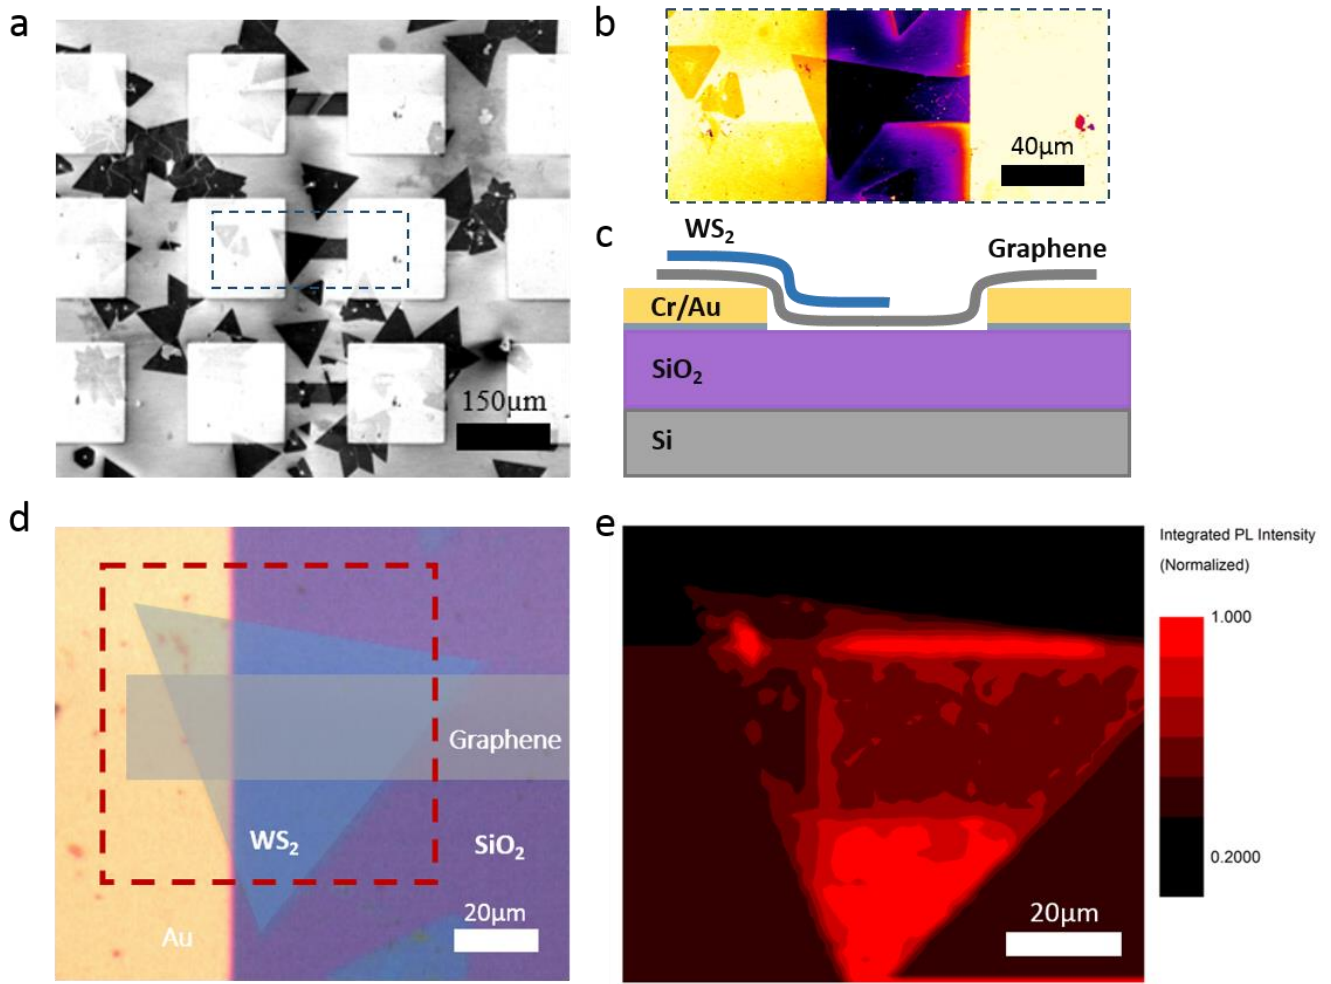 a
150µm
b
40µm
c
WS₂
Graphene
Cr/Au
SiO₂
Si
d
Graphene
WS₂
SiO₂
Au
20µm
e
20µm
Integrated PL Intensity
(Normalized)
1.000
0.2000